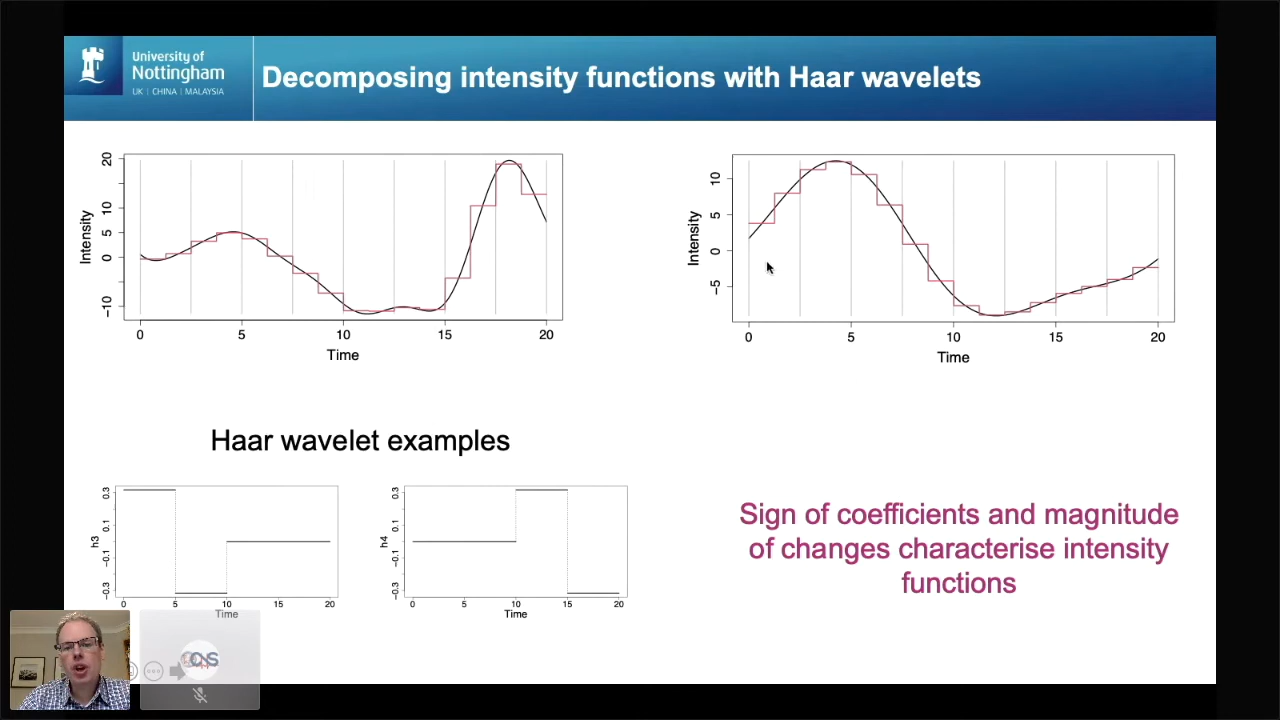 University of
Nottingham
UK | CHINA | MALAYSIA
Decomposing intensity functions with Haar wavelets
20
10
5
0
−10
Intensity
0 5 10 15 20
Time
10
5
0
−5
Intensity
0 5 10 15 20
Time
Haar wavelet examples
0.3
0.1
−0.1
−0.3
h3
0 5 10 15 20
Time
0.3
0.1
−0.1
−0.3
h4
0 5 10 15 20
Time
Sign of coefficients and magnitude
of changes characterise intensity
functions